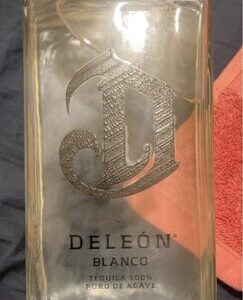 D
DELEÓN®
BLANCO
TEQUILA 100%
PURO DE AGAVE